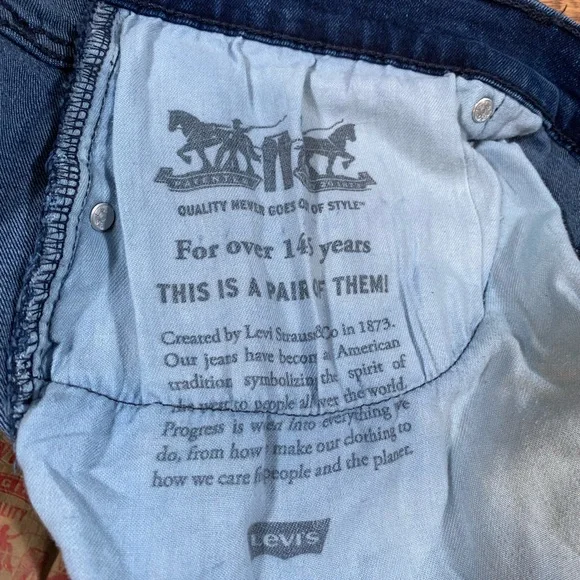 PATENTED
QUALITY NEVER GOES OUT OF STYLE™
For over 145 years
THIS IS A PAIR OF THEM!
Created by Levi Strauss&Co in 1873.
Our jeans have become an American
tradition symbolizing the spirit of
the west to people all over the world.
Progress is woven into everything we
do, from how we make our clothing to
how we care for people and the planet.
Levi's